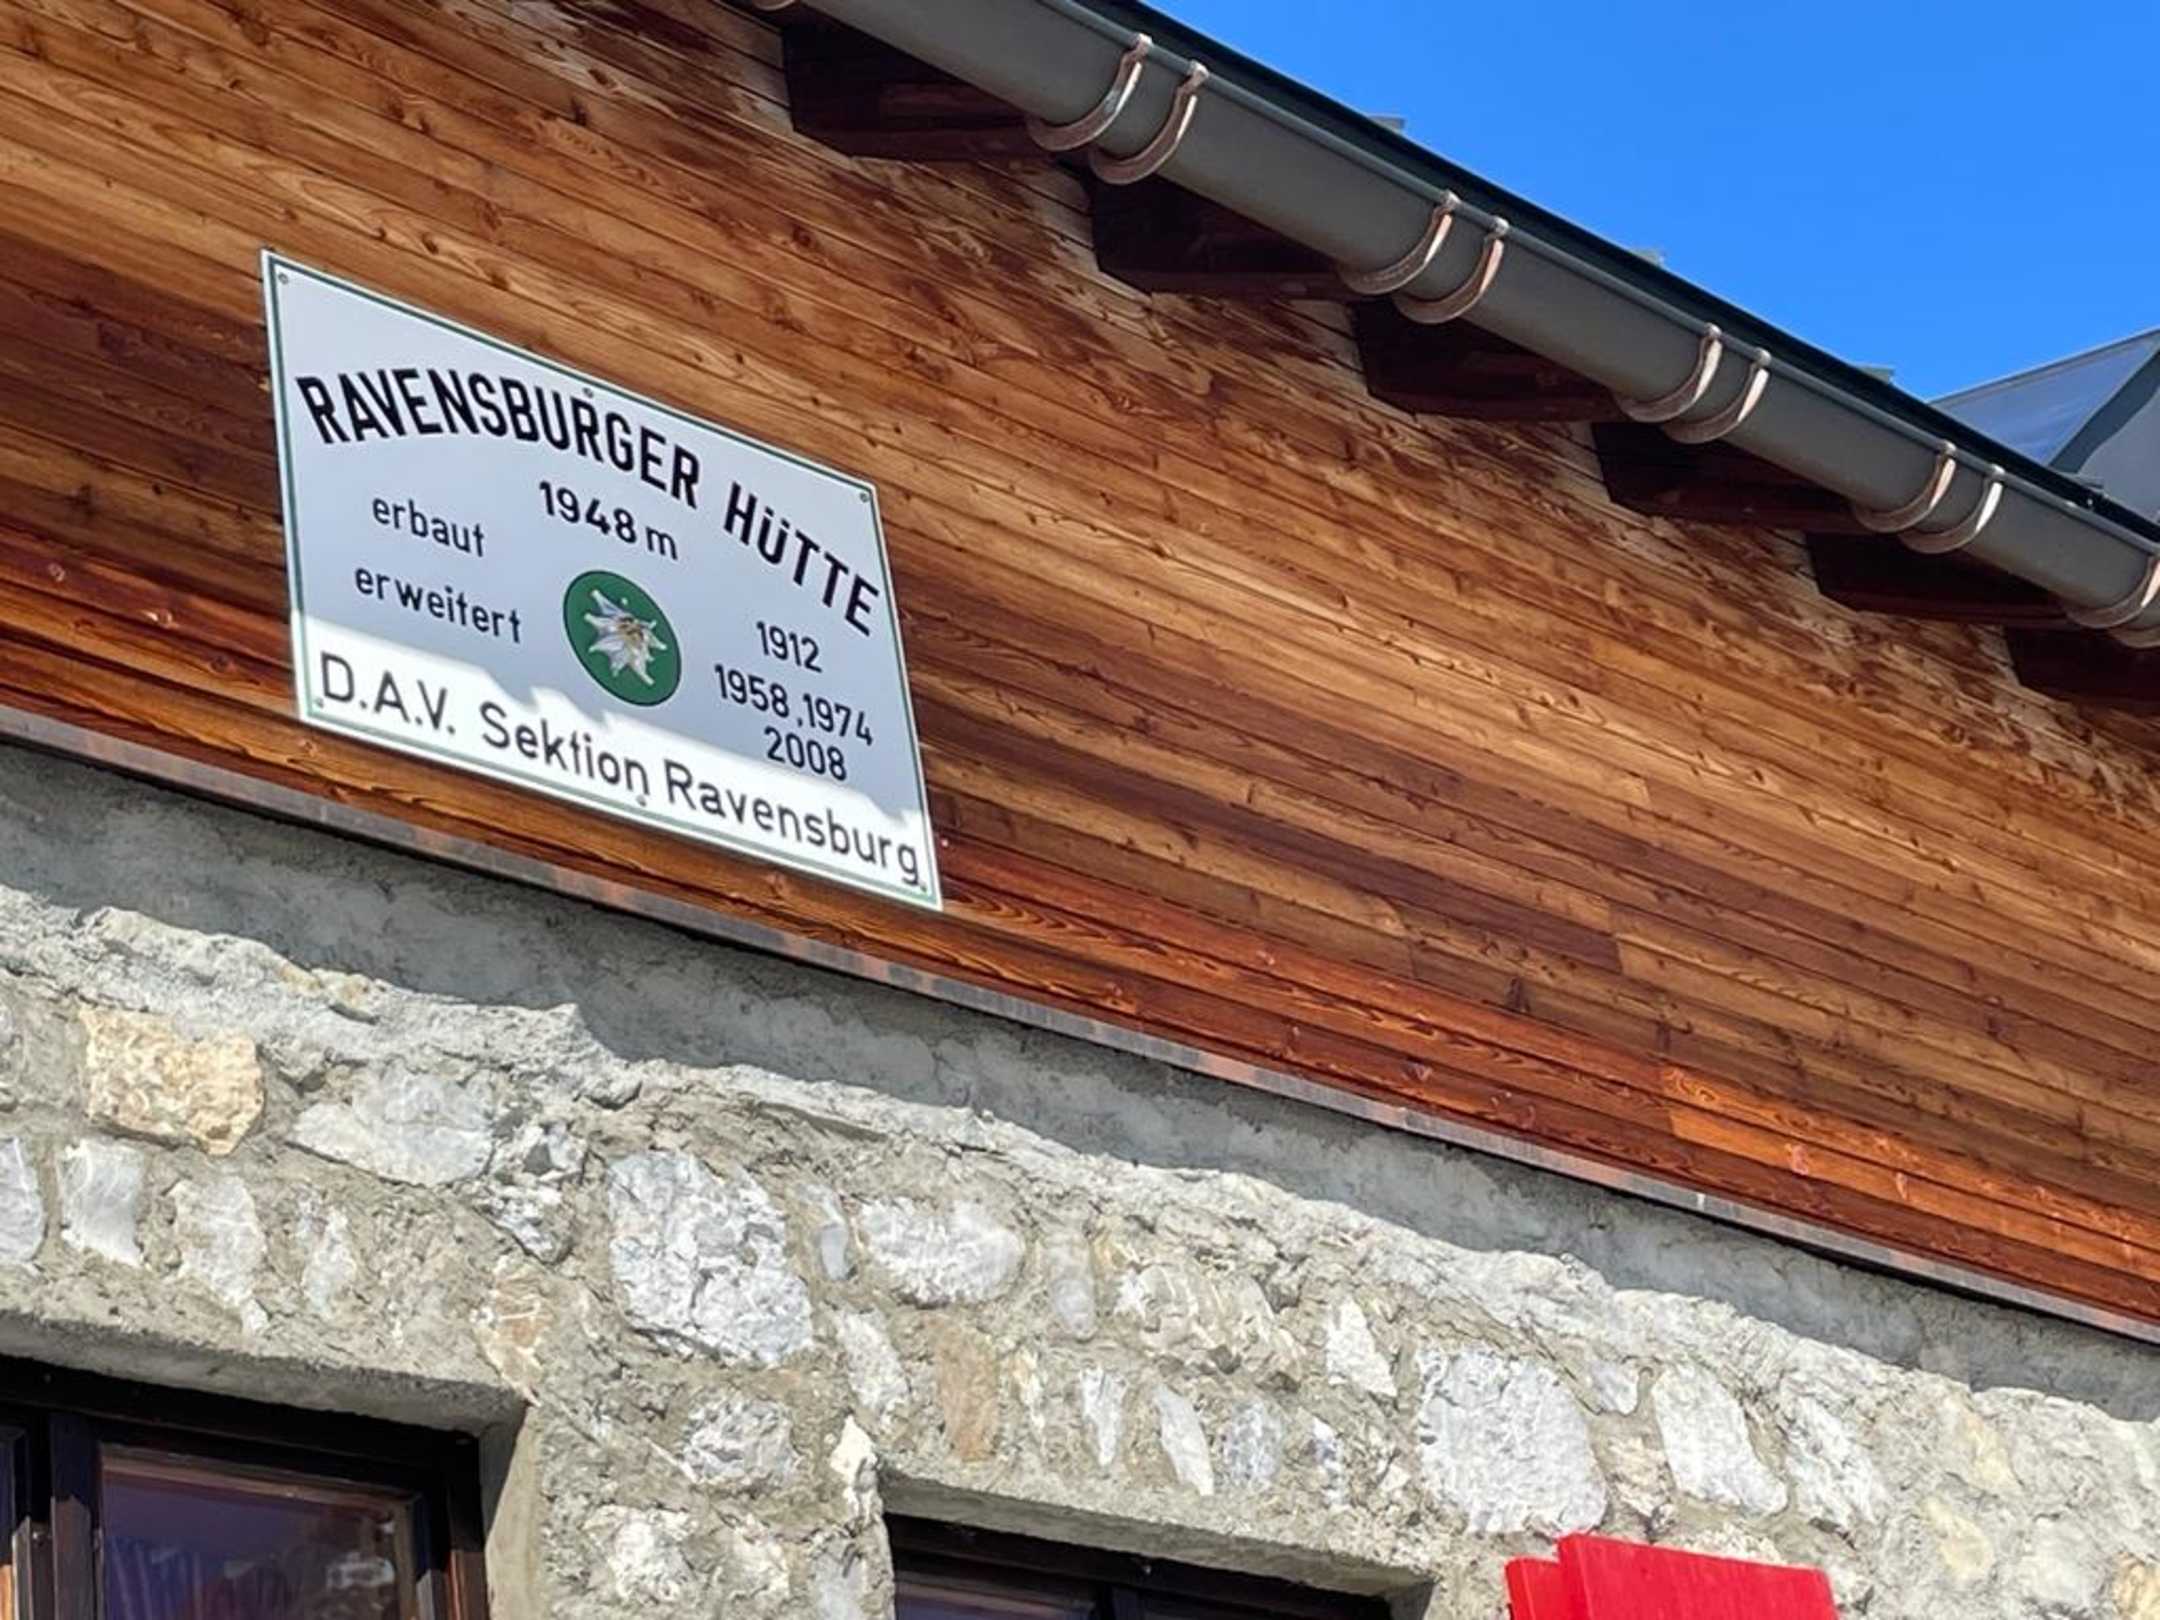 RAVENSBURGER HÜTTE
1948 m
erbaut 1912
erweitert 1958,1974
2008
D.A.V. Sektion Ravensburg